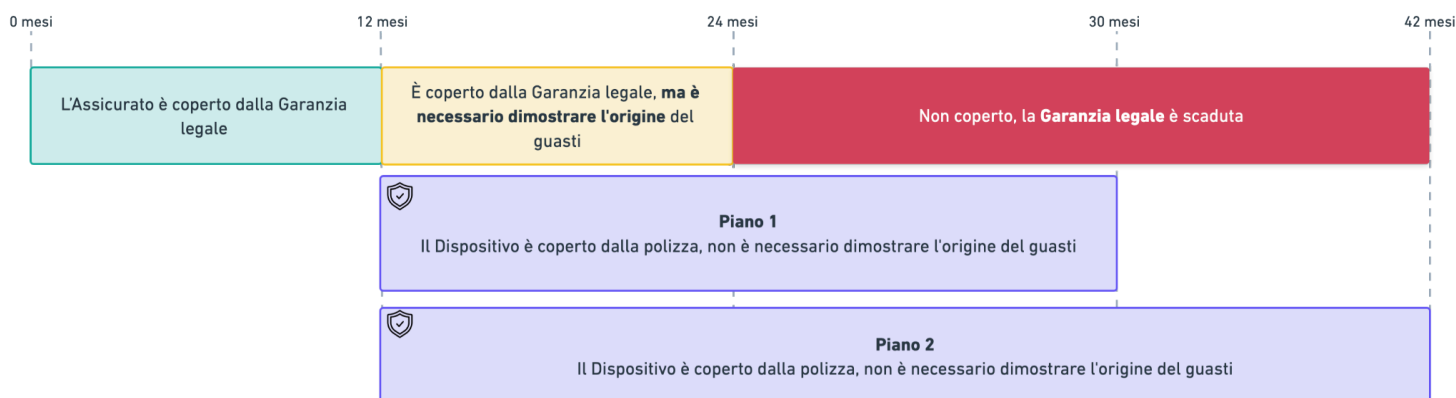 0 mesi 12 mesi 24 mesi 30 mesi 42 mesi
L'Assicurato è coperto dalla Garanzia
legale
È coperto dalla Garanzia legale, ma è
necessario dimostrare l'origine del
guasti
Non coperto, la Garanzia legale è scaduta
Piano 1
Il Dispositivo è coperto dalla polizza, non è necessario dimostrare l'origine del guasti
Piano 2
Il Dispositivo è coperto dalla polizza, non è necessario dimostrare l'origine del guasti